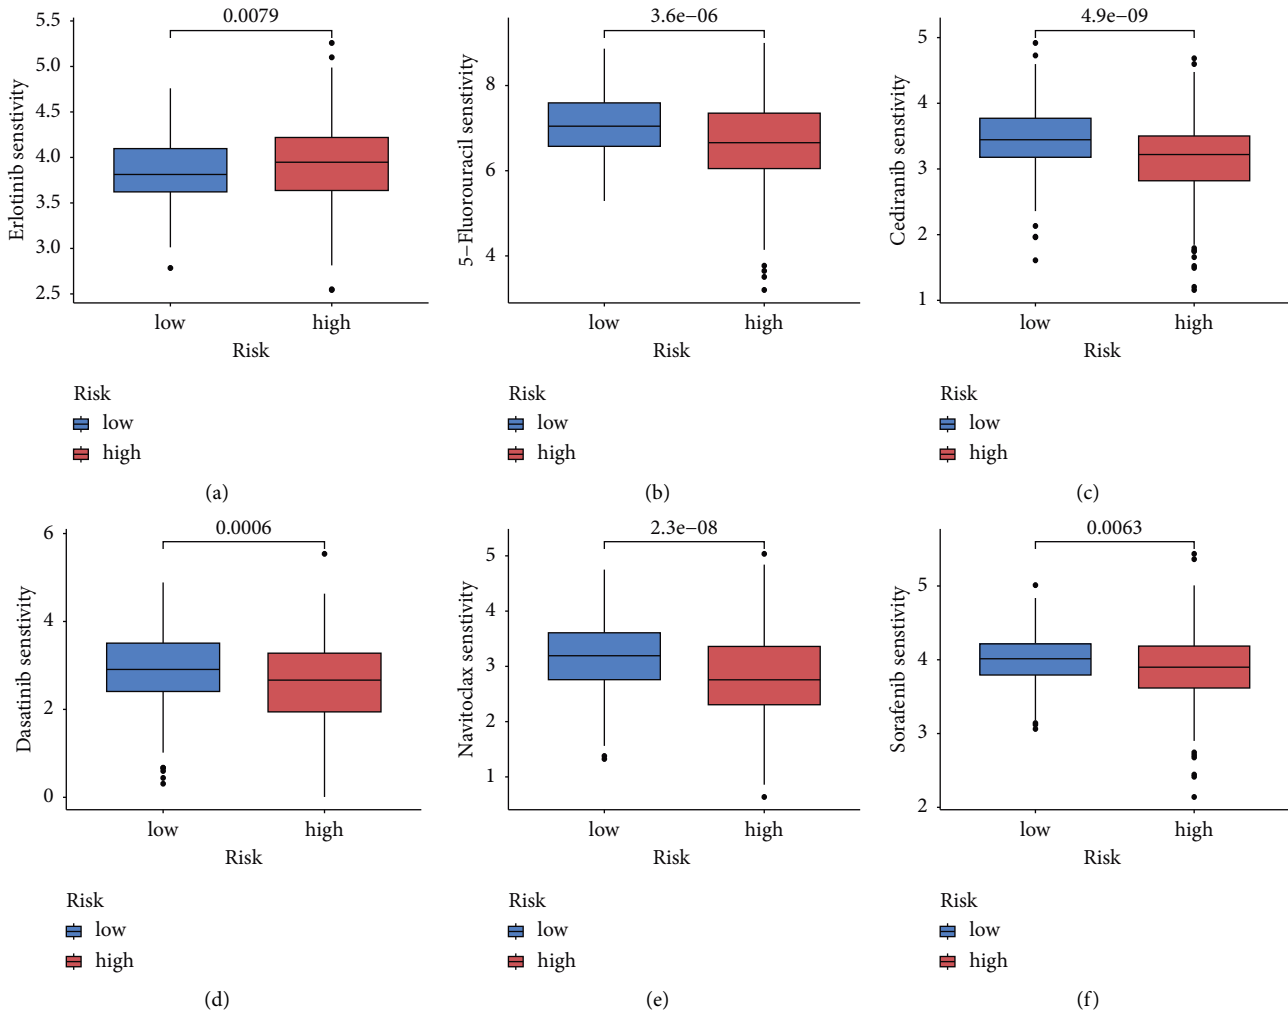 0.0079
5.5
5.0
4.5
4.0
3.5
3.0
2.5
Erlotinib senstivity
low
high
Risk
Risk
low
high
(a)
3.6e−06
8
6
4
5−Fluorouracil senstivity
low
high
Risk
Risk
low
high
(b)
4.9e−09
5
4
3
2
1
Cediranib senstivity
low
high
Risk
Risk
low
high
(c)
0.0006
6
4
2
0
Dasatinib senstivity
low
high
Risk
Risk
low
high
(d)
2.3e−08
5
4
3
2
1
Navitoclax senstivity
low
high
Risk
Risk
low
high
(e)
0.0063
5
4
3
2
Sorafenib senstivity
low
high
Risk
Risk
low
high
(f)